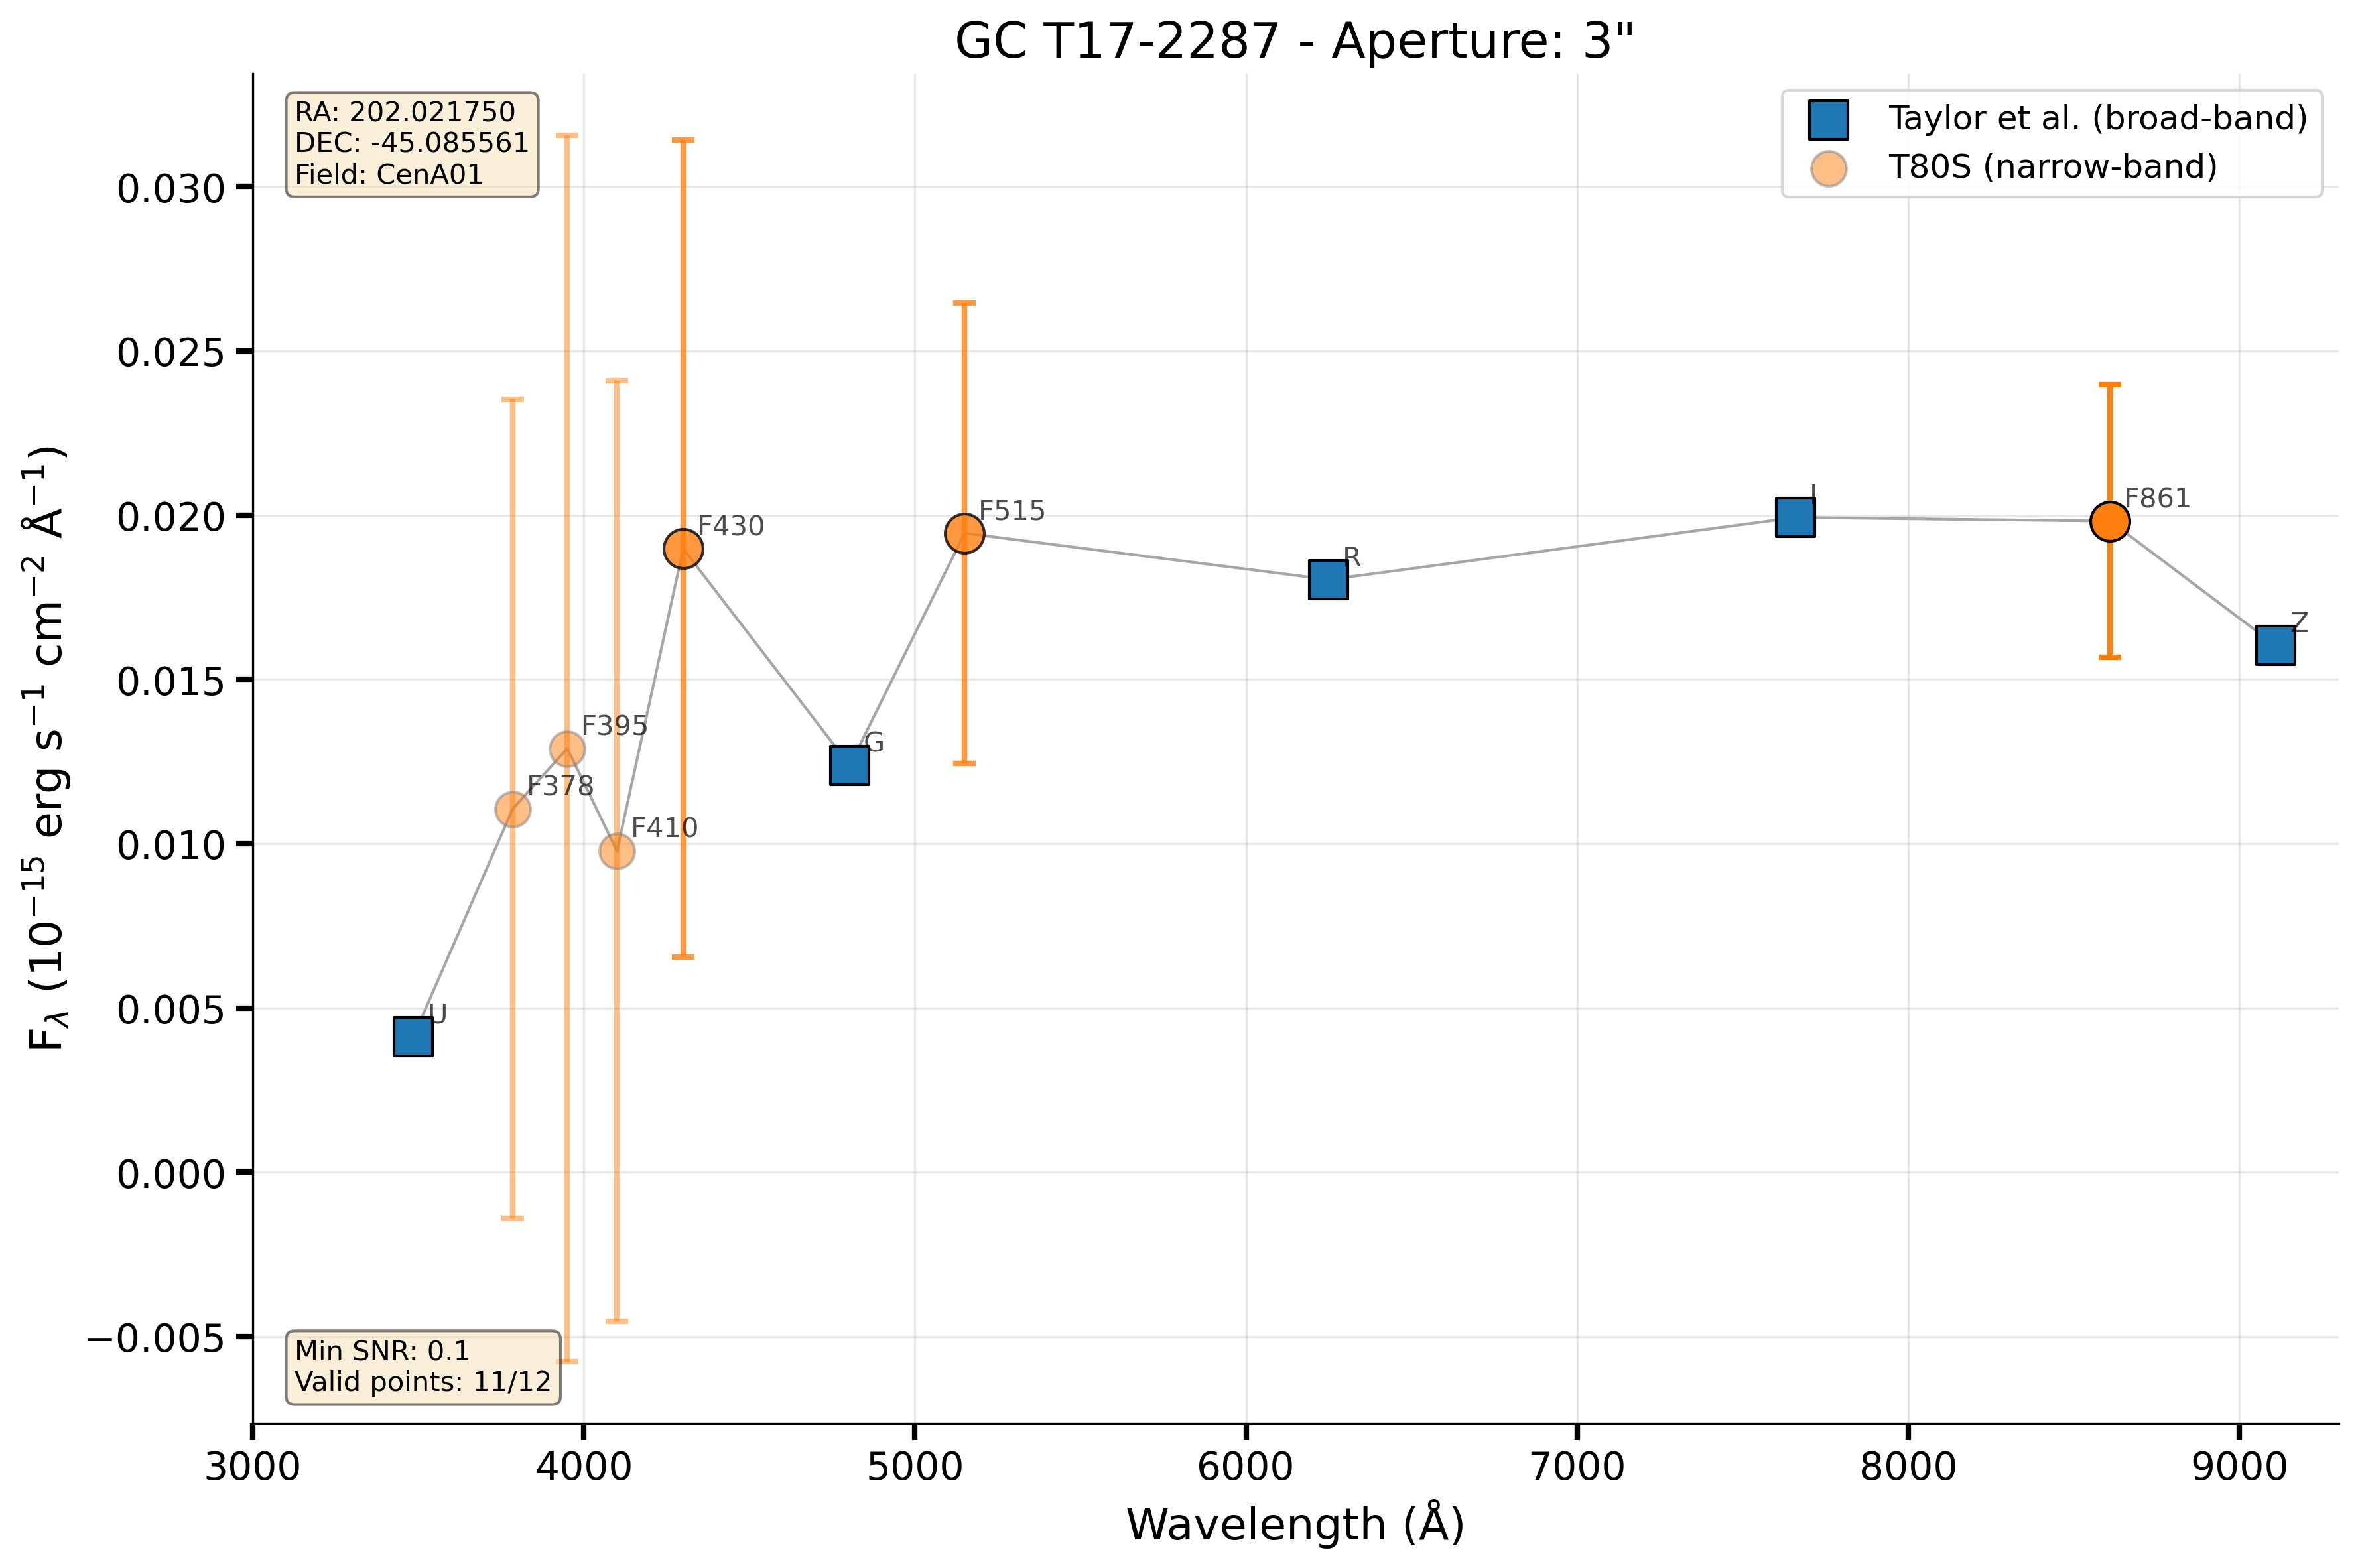 GC T17-2287 - Aperture: 3"
RA: 202.021750
DEC: -45.085561
Field: CenA01
Taylor et al. (broad-band)
T80S (narrow-band)
F_λ (10⁻¹⁵ erg s⁻¹ cm⁻² Å⁻¹)
0.030
0.025
0.020
0.015
0.010
0.005
0.000
−0.005
U
F378
F395
F410
F430
G
F515
R
I
F861
Z
Min SNR: 0.1
Valid points: 11/12
3000
4000
5000
6000
7000
8000
9000
Wavelength (Å)